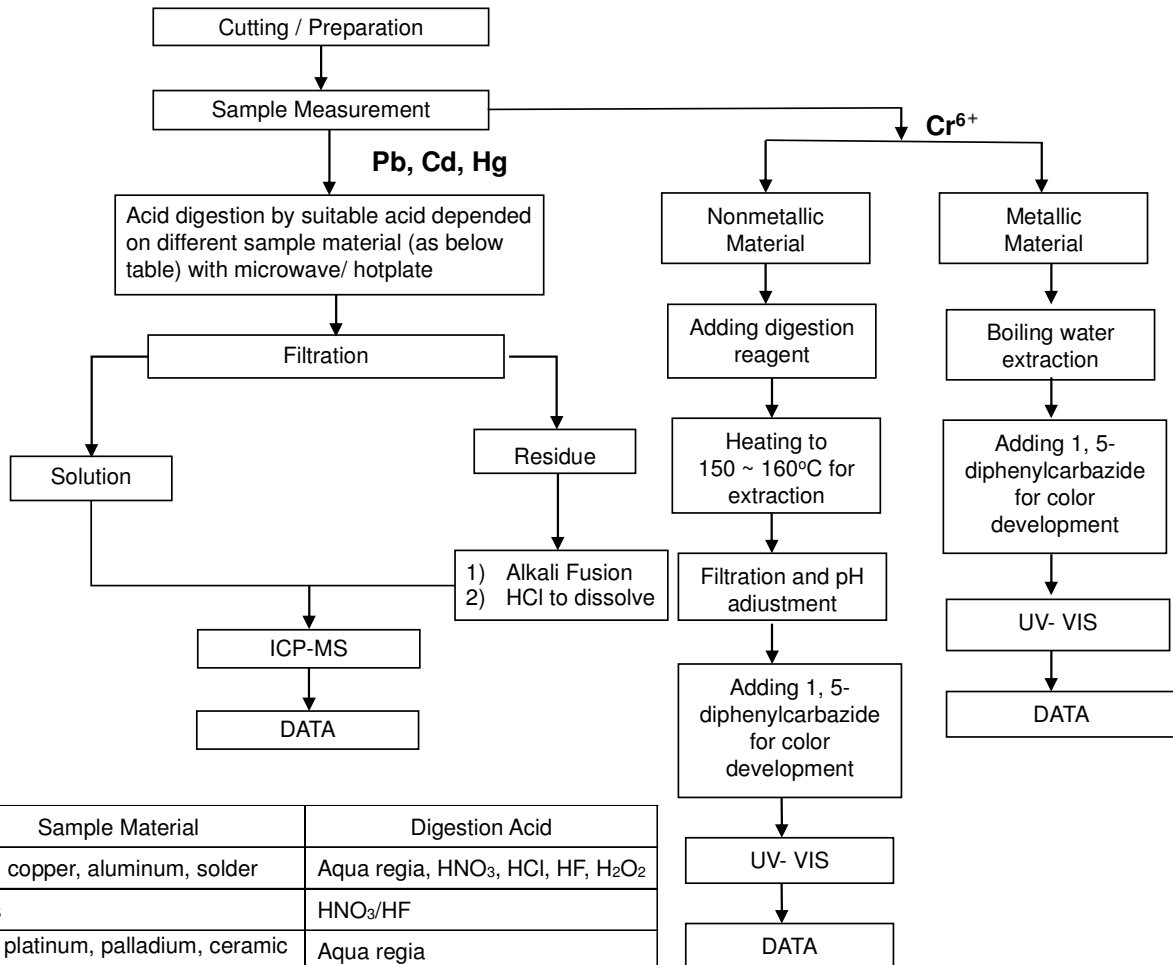 Cutting / Preparation
Sample Measurement
Pb, Cd, Hg
Acid digestion by suitable acid depended
on different sample material (as below
table) with microwave/ hotplate
Filtration
Solution
Residue
1) Alkali Fusion
2) HCl to dissolve
ICP-MS
DATA
Cr⁶⁺
Nonmetallic
Material
Adding digestion
reagent
Heating to
150 ~ 160°C for
extraction
Filtration and pH
adiustment
Adding 1, 5-
diphenylcarbazide
for color
development
UV- VIS
DATA
Metallic
Material
Boiling water
extraction
Adding 1, 5-
diphenylcarbazide
for color
development
UV- VIS
DATA
Sample Material Digestion Acid
copper, aluminum, solder Aqua regia, HNO₃, HCl, HF, H₂O₂
HNO₃/HF
platinum, palladium, ceramic Aqua regia